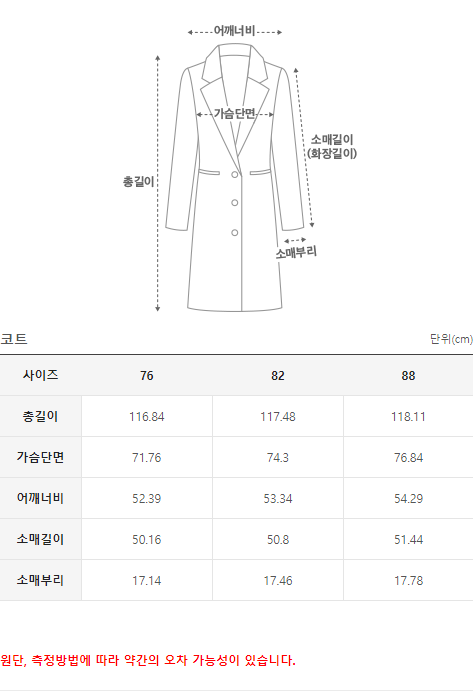 어깨너비
가슴단면
소매길이
(화장길이)
총길이
소매부리
코트 단위(cm)
사이즈 76 82 88
총길이 116.84 117.48 118.11
가슴단면 71.76 74.3 76.84
어깨너비 52.39 53.34 54.29
소매길이 50.16 50.8 51.44
소매부리 17.14 17.46 17.78
원단, 측정방법에 따라 약간의 오차 가능성이 있습니다.